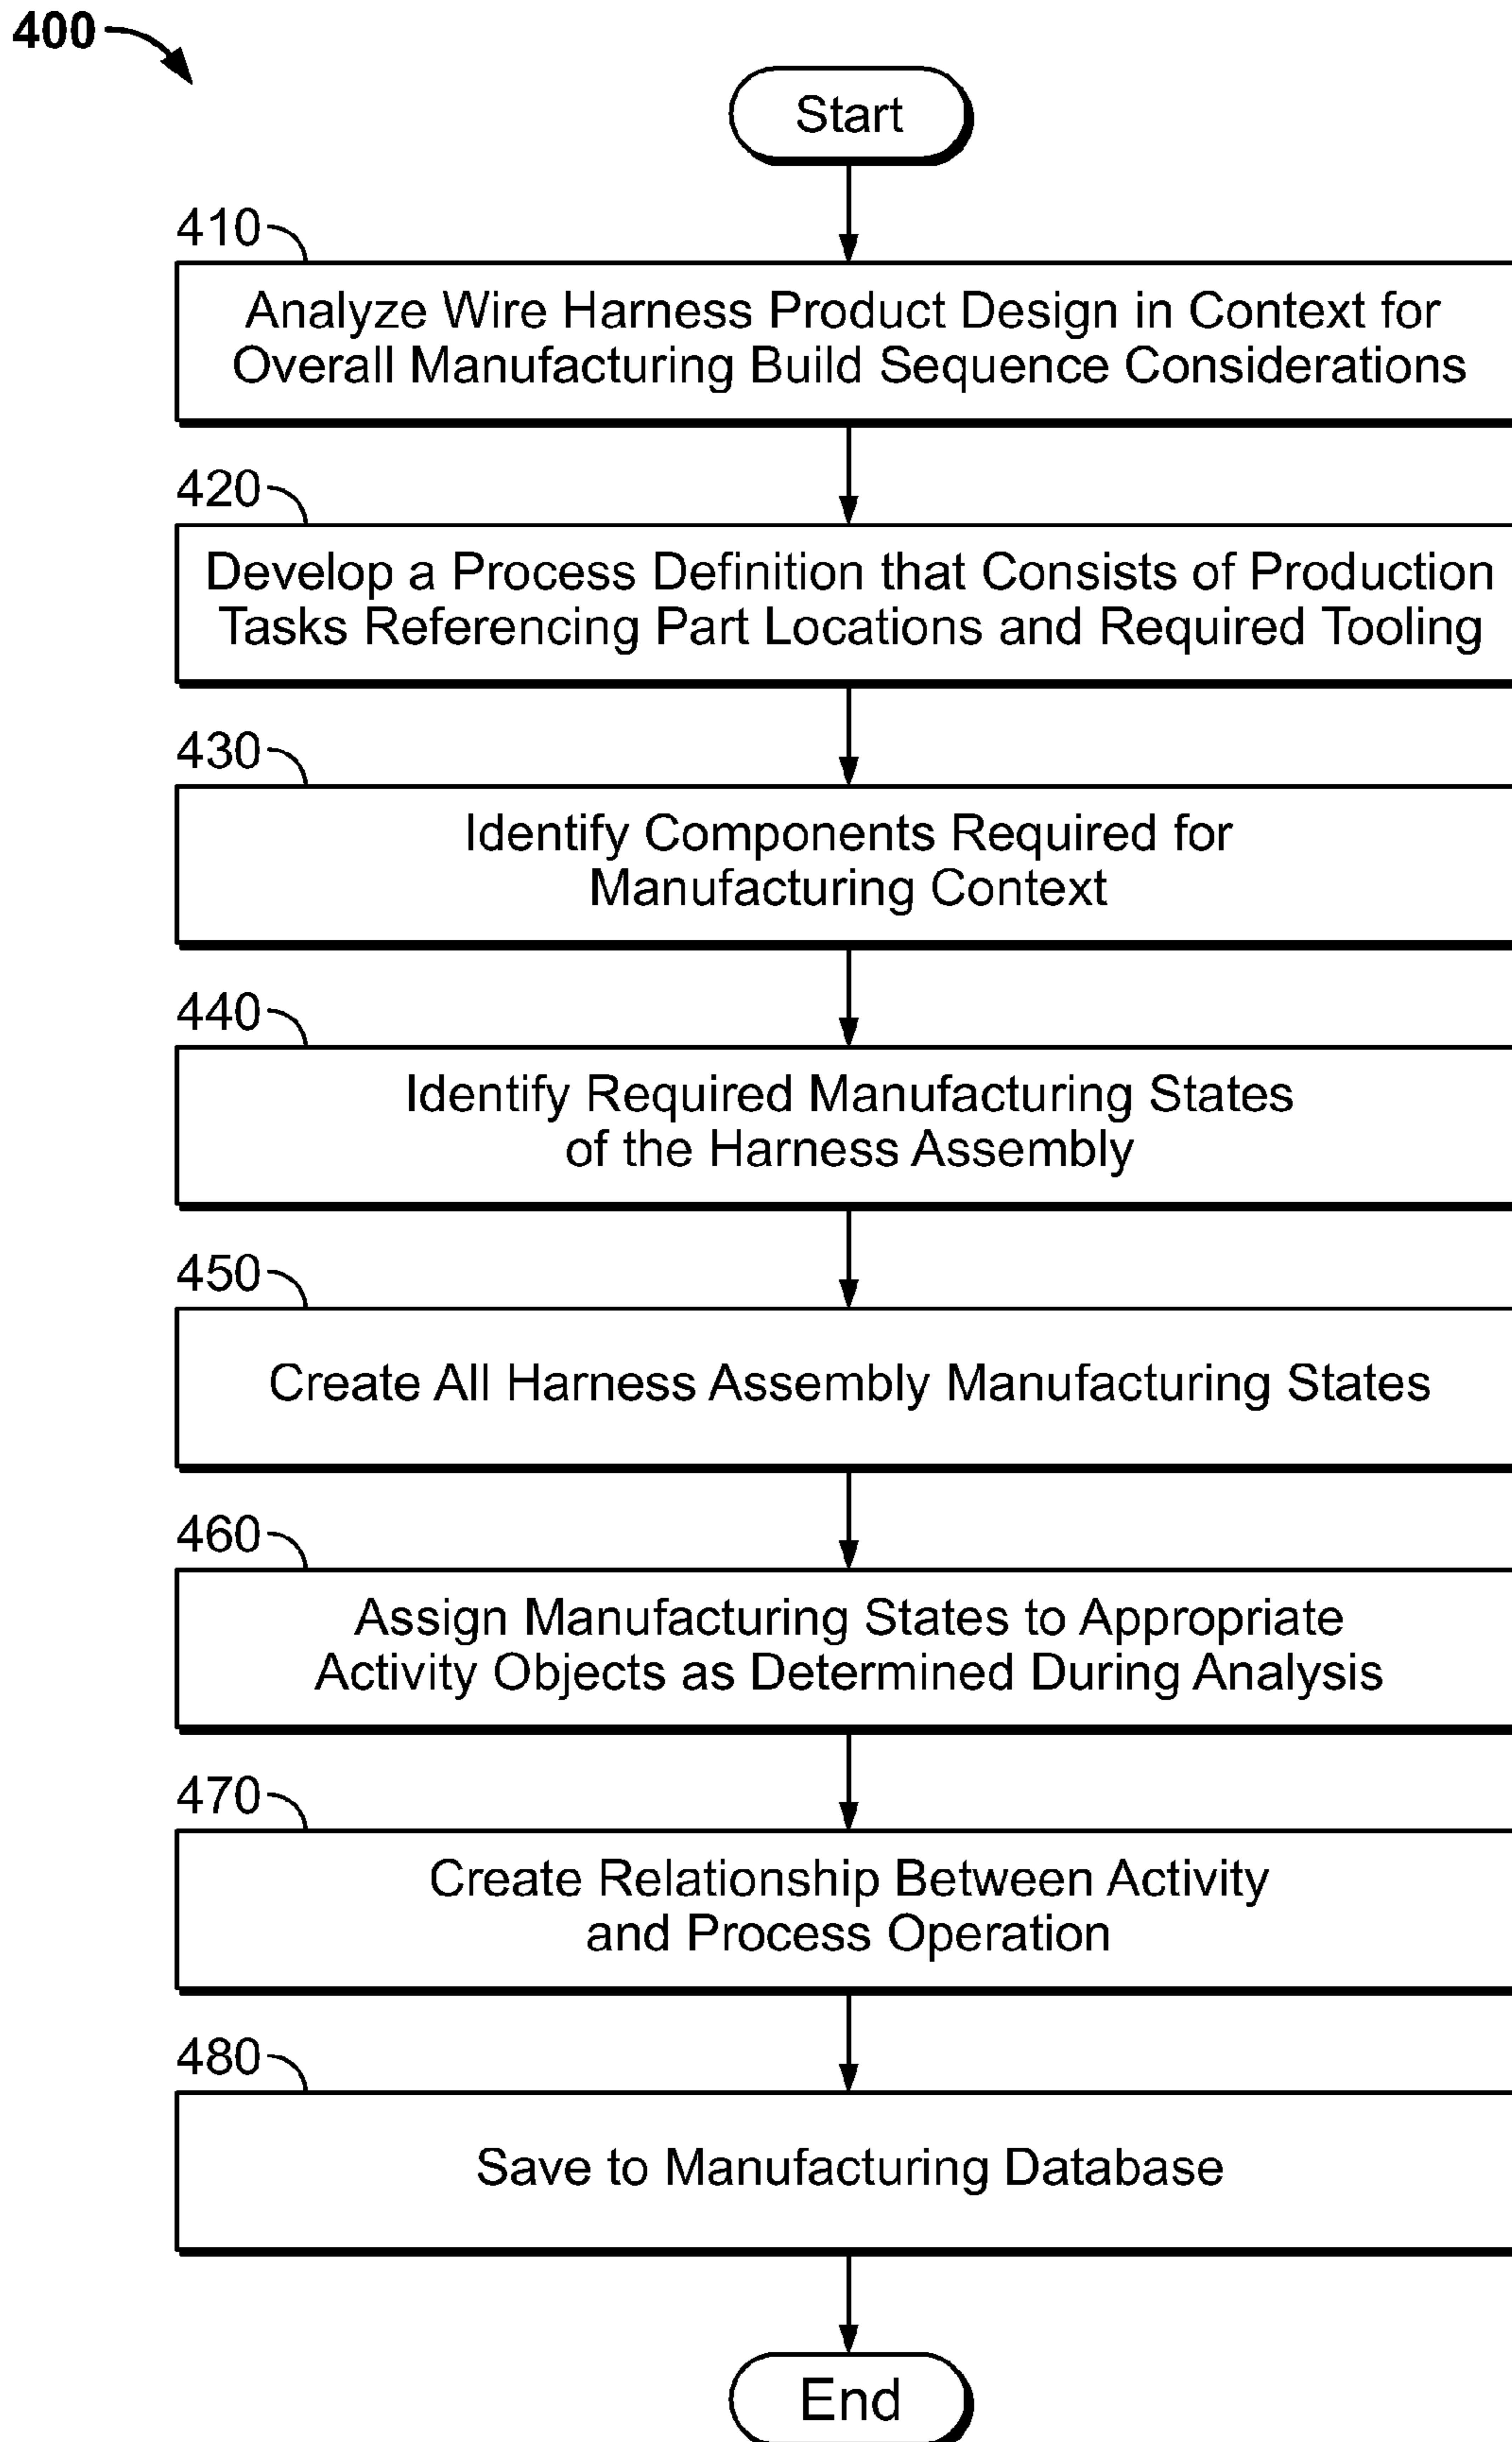 400
Start
410
Analyze Wire Harness Product Design in Context for
Overall Manufacturing Build Sequence Considerations
420
Develop a Process Definition that Consists of Production
Tasks Referencing Part Locations and Required Tooling
430
Identify Components Required for
Manufacturing Context
440
Identify Required Manufacturing States
of the Harness Assembly
450
Create All Harness Assembly Manufacturing States
460
Assign Manufacturing States to Appropriate
Activity Objects as Determined During Analysis
470
Create Relationship Between Activity
and Process Operation
480
Save to Manufacturing Database
End